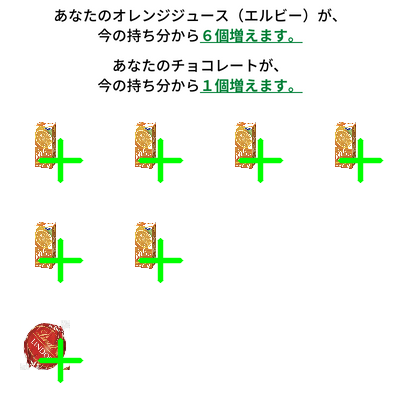 あなたのオレンジジュース（エルビー）が、
今の持ち分から６個増えます。
あなたのチョコレートが、
今の持ち分から１個増えます。